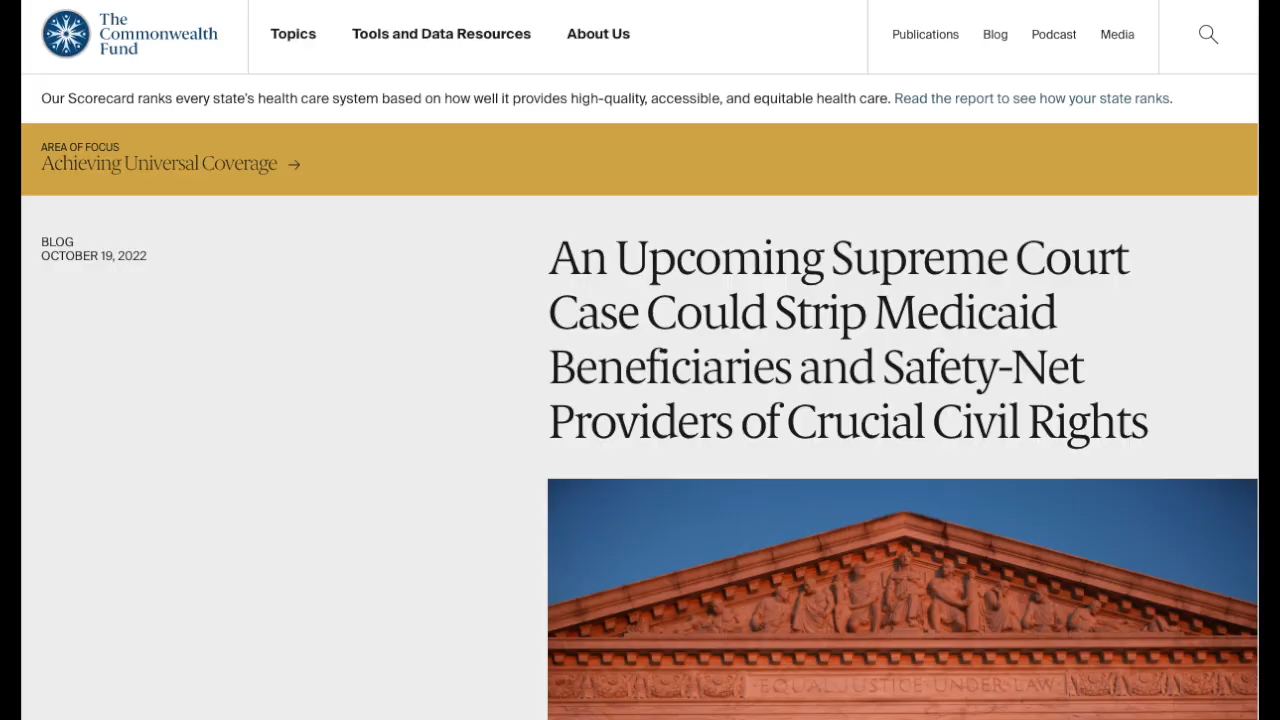 The
Commonwealth
Fund
Topics
Tools and Data Resources
About Us
Publications
Blog
Podcast
Media
Our Scorecard ranks every state's health care system based on how well it provides high-quality, accessible, and equitable health care. Read the report to see how your state ranks.
AREA OF FOCUS
Achieving Universal Coverage →
BLOG
OCTOBER 19, 2022
An Upcoming Supreme Court
Case Could Strip Medicaid
Beneficiaries and Safety-Net
Providers of Crucial Civil Rights
EQUAL JUSTICE UNDER LAW